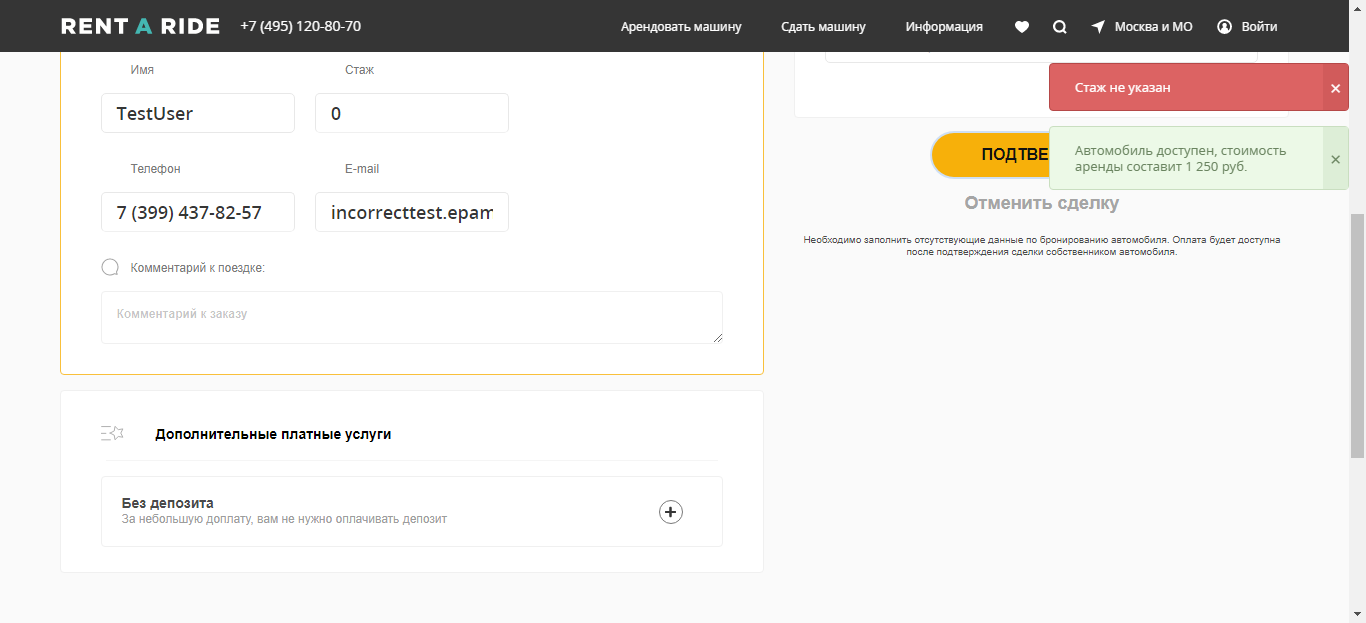 RENT A RIDE +7 (495) 120-80-70 Арендовать машину Сдать машину Информация Москва и МО Войти
Имя Стаж
TestUser 0
Телефон E-mail
7 (399) 437-82-57 incorrecttest.epam
Комментарий к поездке:
Комментарий к заказу
Дополнительные платные услуги
Без депозита
За небольшую доплату, вам не нужно оплачивать депозит
Стаж не указан ×
ПОДТВЕ
Автомобиль доступен, стоимость
аренды составит 1 250 руб. ×
Отменить сделку
Необходимо заполнить отсутствующие данные по бронированию автомобиля. Оплата будет доступна
после подтверждения сделки собственником автомобиля.